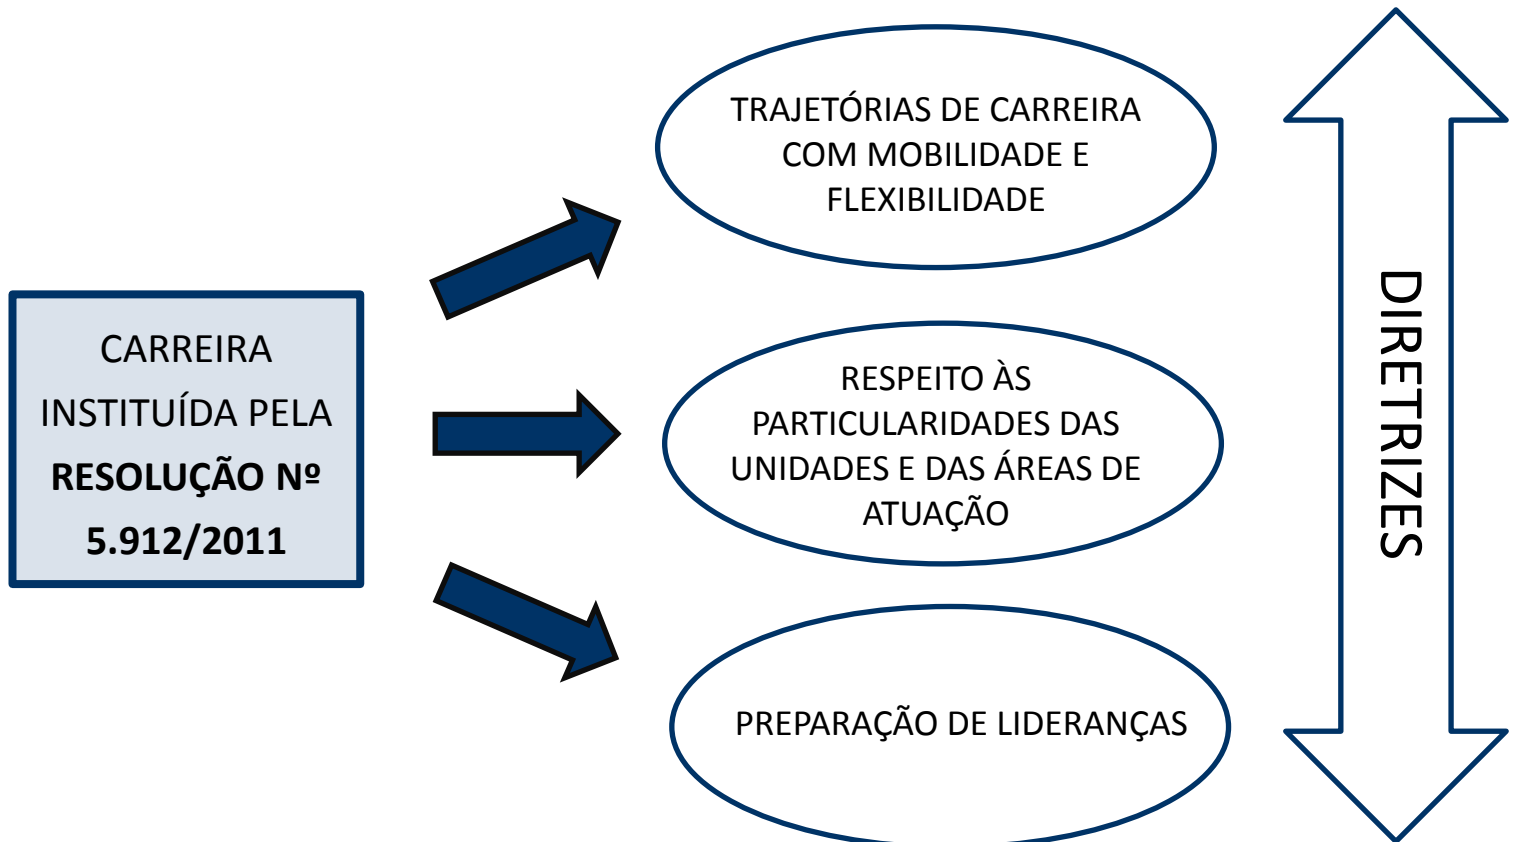 CARREIRA
INSTITUÍDA PELA
RESOLUÇÃO Nº
5.912/2011
TRAJETÓRIAS DE CARREIRA
COM MOBILIDADE E
FLEXIBILIDADE
RESPEITO ÀS
PARTICULARIDADES DAS
UNIDADES E DAS ÁREAS DE
ATUAÇÃO
PREPARAÇÃO DE LIDERANÇAS
DIRETRIZES